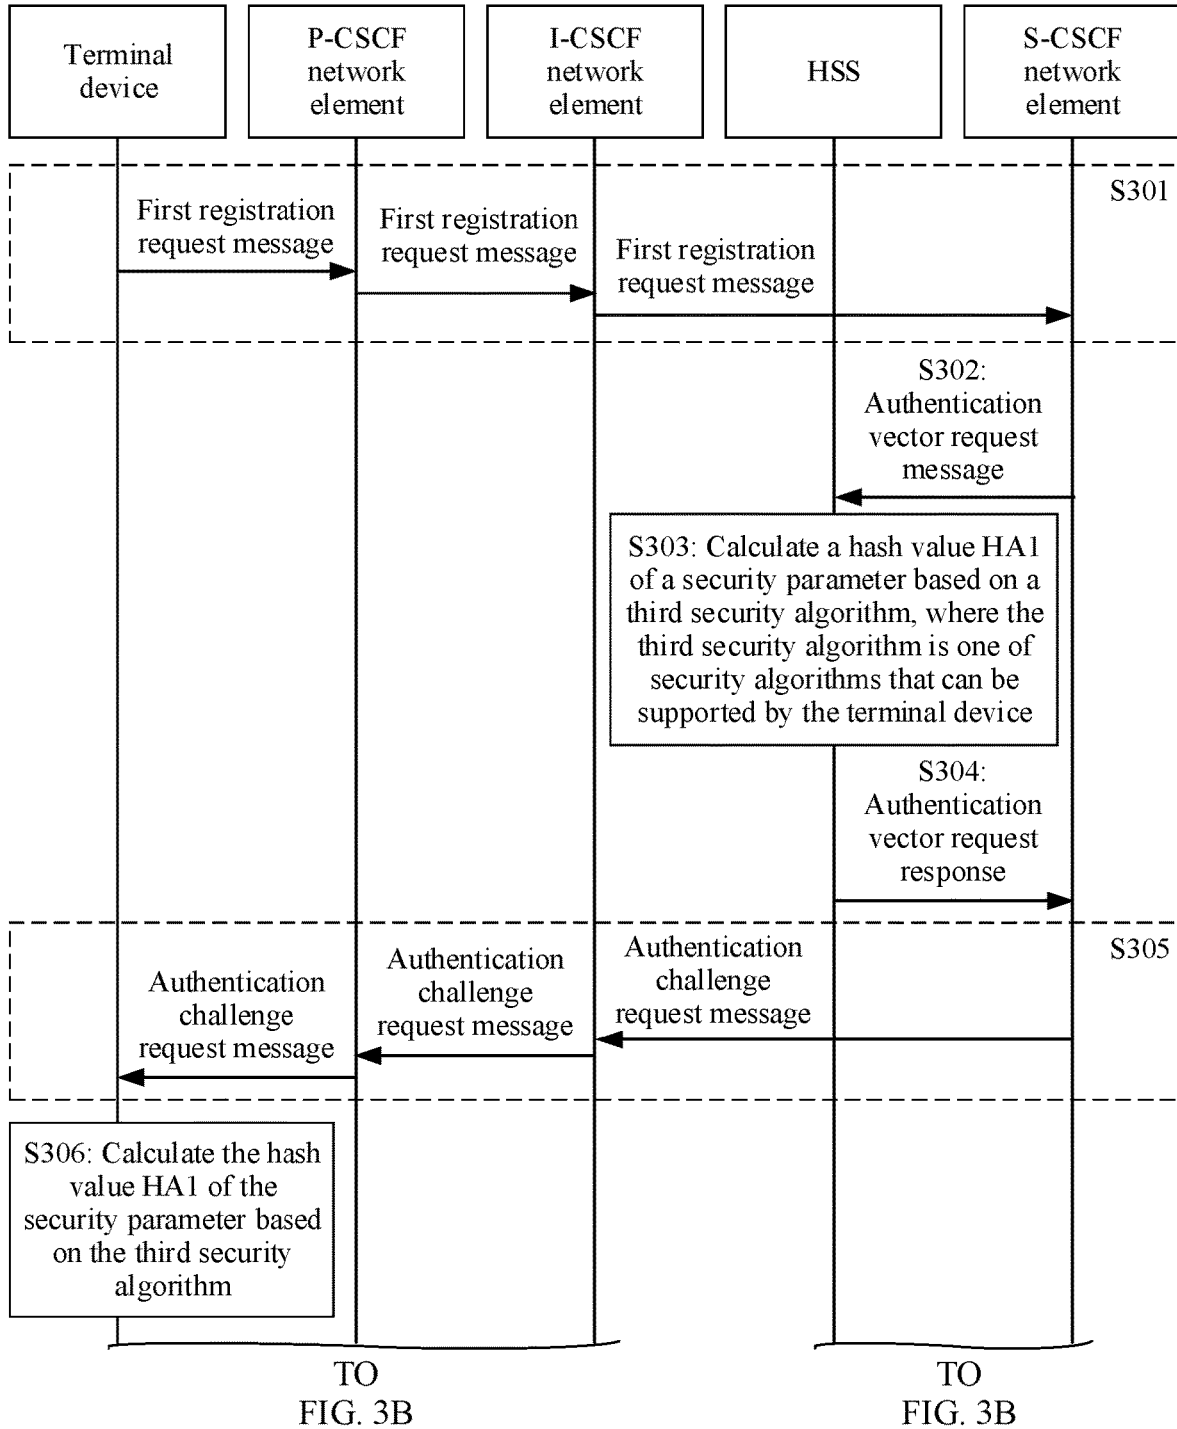 Terminal
device
P-CSCF
network
element
I-CSCF
network
element
HSS
S-CSCF
network
element
S301
First registration
request message
First registration
request message
First registration
request message
S302:
Authentication
vector request
message
S303: Calculate a hash value HA1
of a security parameter based on a
third security algorithm, where the
third security algorithm is one of
security algorithms that can be
supported by the terminal device
S304:
Authentication
vector request
response
S305
Authentication
challenge
request message
Authentication
challenge
request message
Authentication
challenge
request message
S306: Calculate the hash
value HA1 of the
security parameter based
on the third security
algorithm
TO
FIG. 3B
TO
FIG. 3B